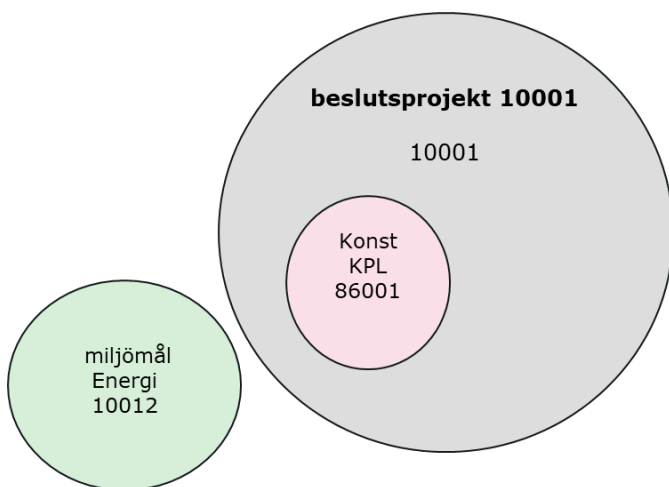 beslutsprojekt 10001
10001
Konst
KPL
86001
miljömål
Energi
10012